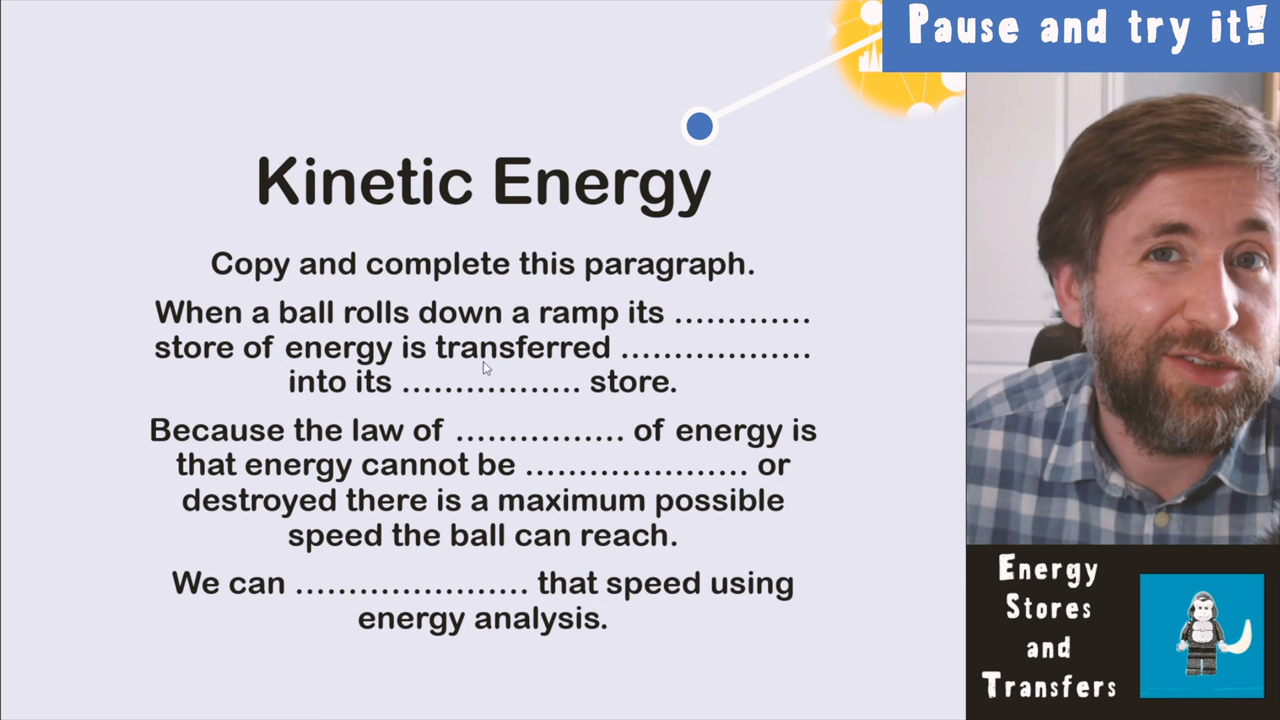 Pause and try it!
Kinetic Energy
Copy and complete this paragraph.
When a ball rolls down a ramp its .............
store of energy is transferred ..................
into its ................. store.
Because the law of ................ of energy is
that energy cannot be ..................... or
destroyed there is a maximum possible
speed the ball can reach.
We can ...................... that speed using
energy analysis.
Energy
Stores
and
Transfers